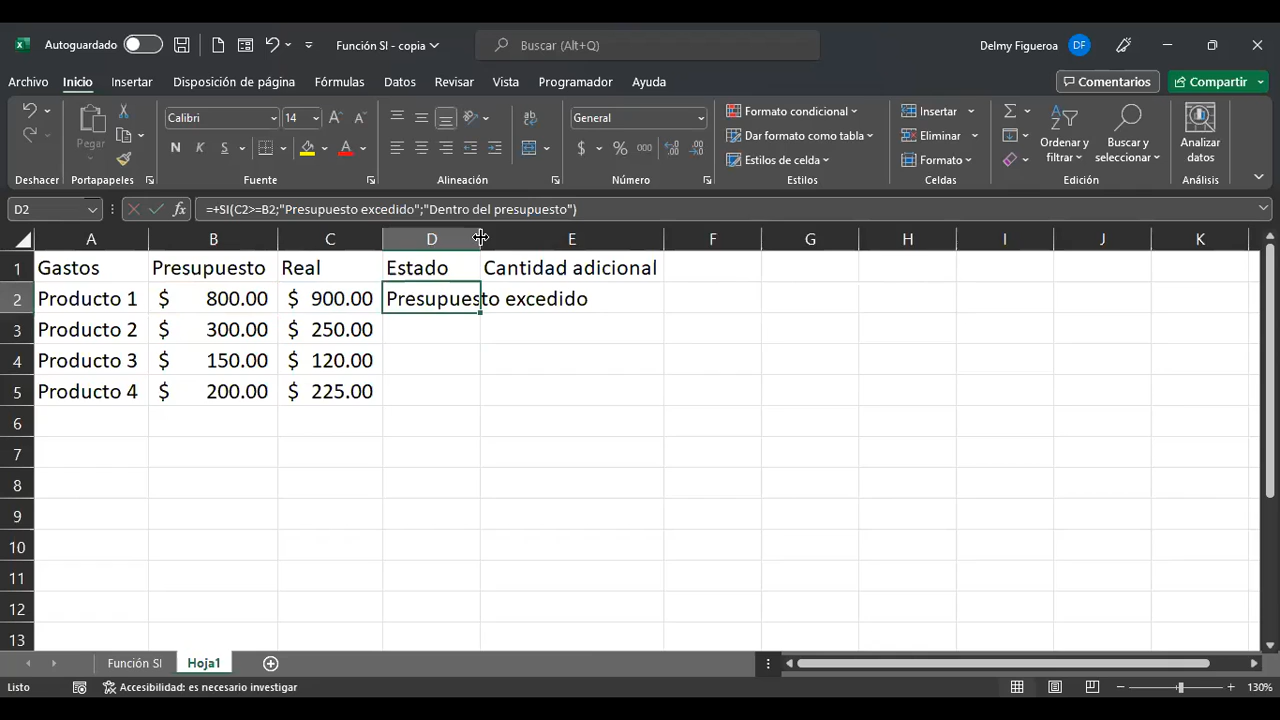 Autoguardado Función SI - copia Buscar (Alt+Q) Delmy Figueroa DF
Archivo Inicio Insertar Disposición de página Fórmulas Datos Revisar Vista Programador Ayuda Comentarios Compartir
Pegar Calibri 14 General Formato condicional Insertar
N K S $ % 000 Dar formato como tabla Eliminar Ordenar y filtrar Buscar y seleccionar Analizar datos
Estilos de celda Formato
Deshacer Portapapeles Fuente Alineación Número Estilos Celdas Edición Análisis
D2 fx =+SI(C2>=B2;"Presupuesto excedido";"Dentro del presupuesto")
A B C D E F G H I J K
1 Gastos Presupuesto Real Estado Cantidad adicional
2 Producto 1 $ 800.00 $ 900.00 Presupuesto excedido
3 Producto 2 $ 300.00 $ 250.00
4 Producto 3 $ 150.00 $ 120.00
5 Producto 4 $ 200.00 $ 225.00
6
7
8
9
10
11
12
13
Función SI Hoja1
Listo Accesibilidad: es necesario investigar 130%